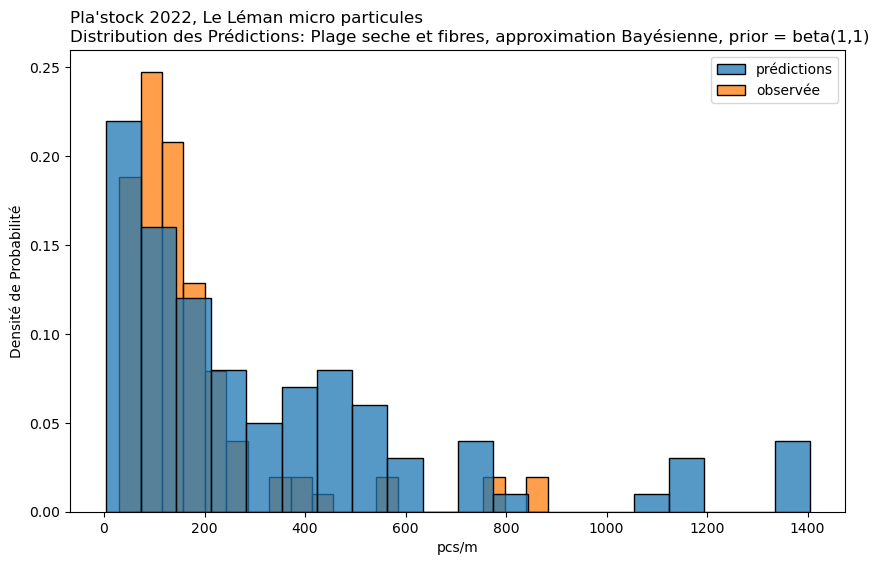 Pla'stock 2022, Le Léman micro particules
Distribution des Prédictions: Plage seche et fibres, approximation Bayésienne, prior = beta(1,1)
prédictions
observée
Densité de Probabilité
0.25
0.20
0.15
0.10
0.05
0.00
0 200 400 600 800 1000 1200 1400
pcs/m